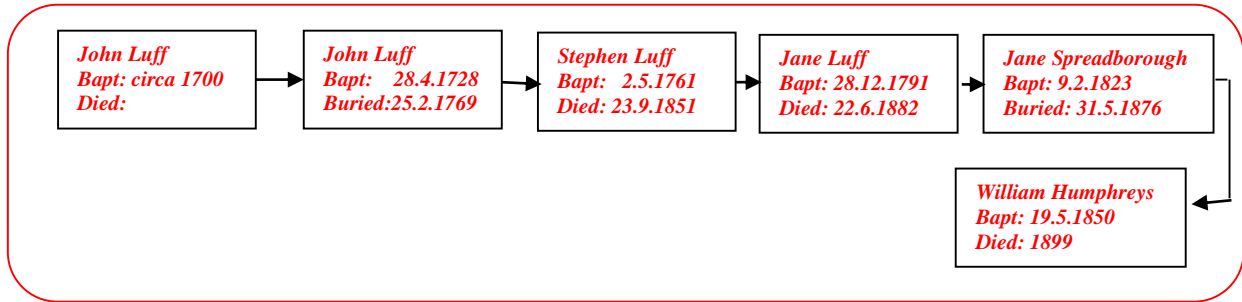 John Luff
Bapt: circa 1700
Died:
John Luff
Bapt: 28.4.1728
Buried:25.2.1769
Stephen Luff
Bapt: 2.5.1761
Died: 23.9.1851
Jane Luff
Bapt: 28.12.1791
Died: 22.6.1882
Jane Spreadborough
Bapt: 9.2.1823
Buried: 31.5.1876
William Humphreys
Bapt: 19.5.1850
Died: 1899